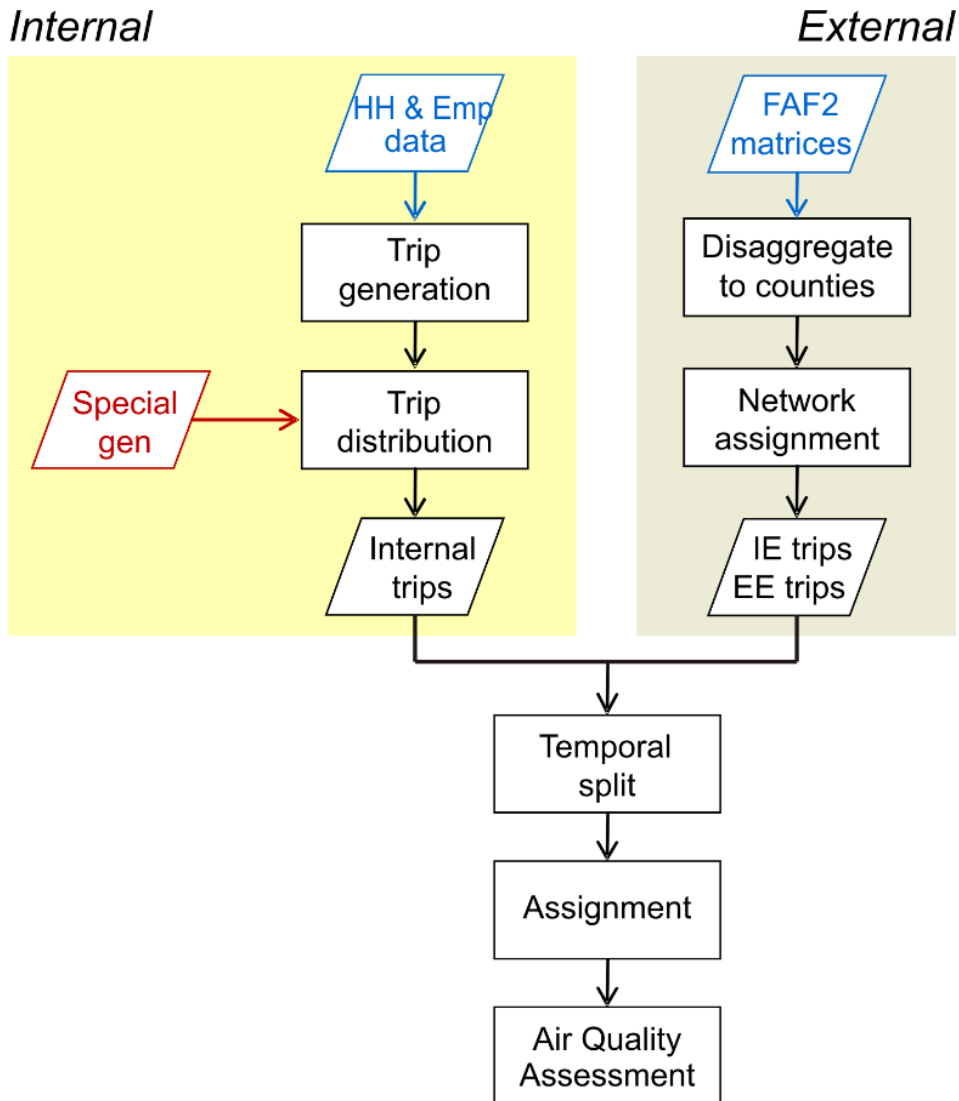 Internal
External
HH & Emp
data
FAF2
matrices
Trip
generation
Disaggregate
to counties
Special
gen
Trip
distribution
Network
assignment
Internal
trips
IE trips
EE trips
Temporal
split
Assignment
Air Quality
Assessment